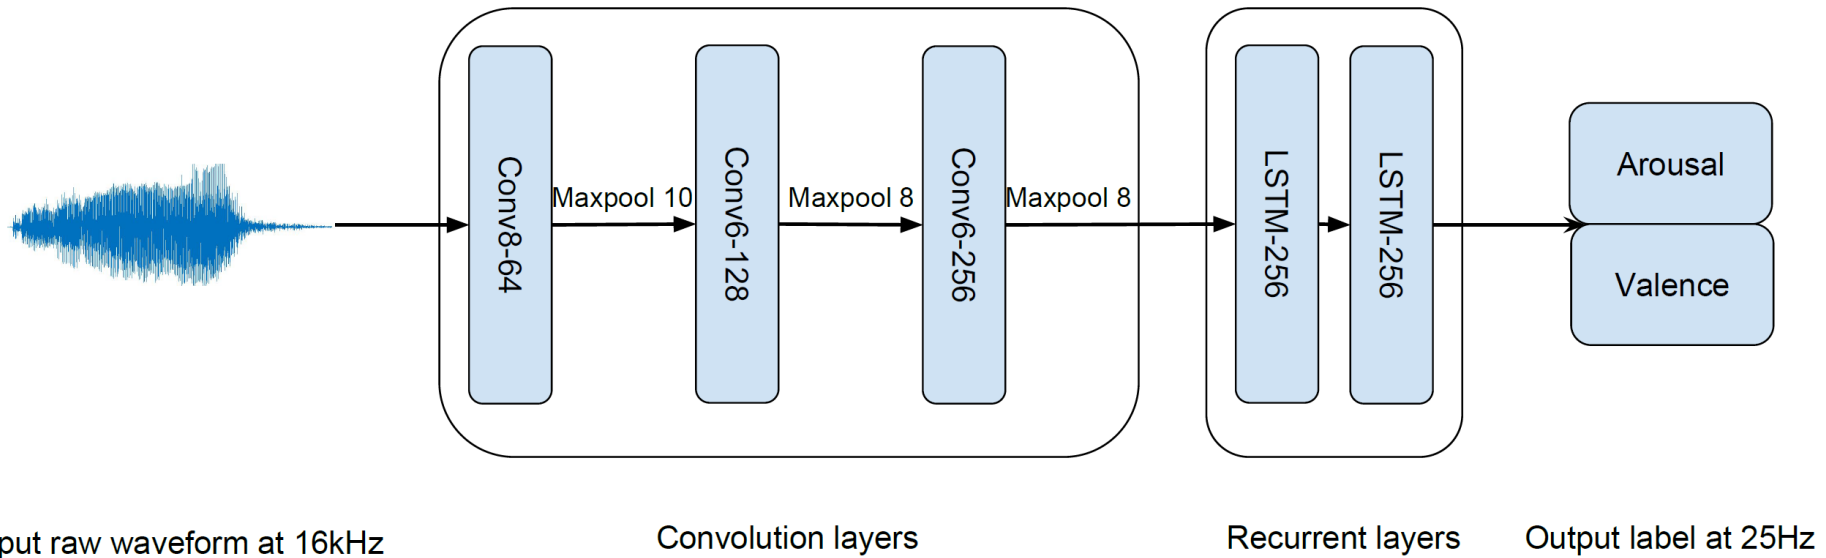 Conv8-64
Maxpool 10
Conv6-128
Maxpool 8
Conv6-256
Maxpool 8
LSTM-256
LSTM-256
Arousal
Valence
put raw waveform at 16kHz
Convolution layers
Recurrent layers
Output label at 25Hz